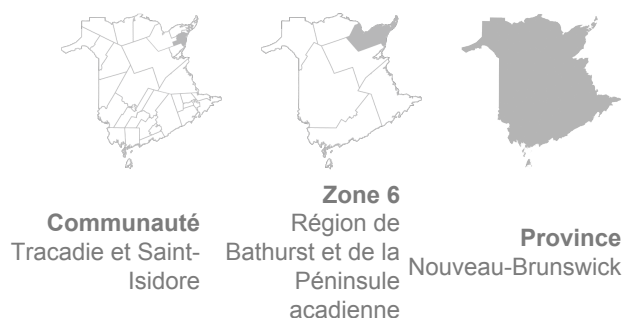 Communauté
Tracadie et Saint-
Isidore
Zone 6
Région de
Bathurst et de la
Péninsule
acadienne
Province
Nouveau-Brunswick